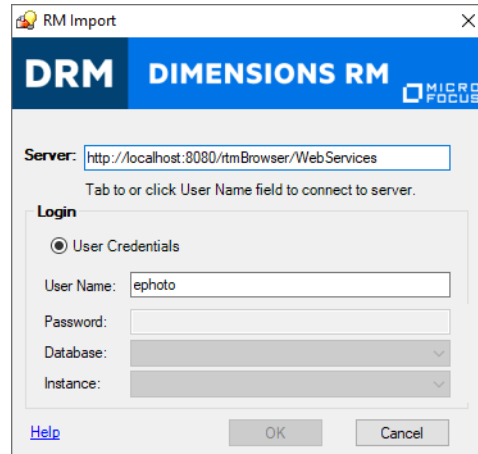 RM Import
DRM DIMENSIONS RM
MICRO
FOCUS
Server: http://localhost:8080/rtmBrowser/WebServices
Tab to or click User Name field to connect to server.
Login
User Credentials
User Name: ephoto
Password:
Database:
Instance:
Help OK Cancel